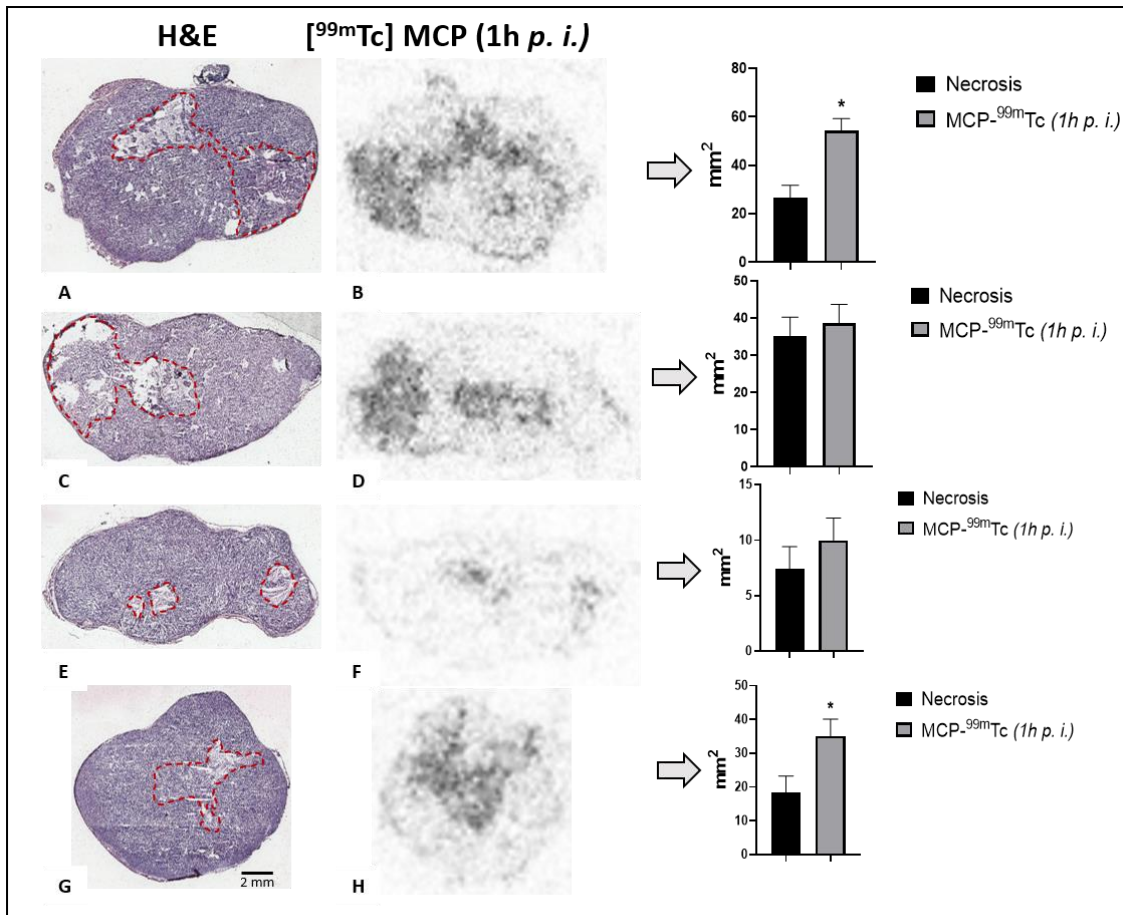 H&E [⁹⁹ᵐTc] MCP (1h p. i.)
A
B
80
60
40
20
0
mm²
*
Necrosis
MCP-⁹⁹ᵐTc (1h p. i.)
C
D
50
40
30
20
10
0
mm²
Necrosis
MCP-⁹⁹ᵐTc (1h p. i.)
E
F
15
10
5
0
mm²
Necrosis
MCP-⁹⁹ᵐTc (1h p. i.)
2 mm
G
H
50
40
30
20
10
0
mm²
*
Necrosis
MCP-⁹⁹ᵐTc (1h p. i.)